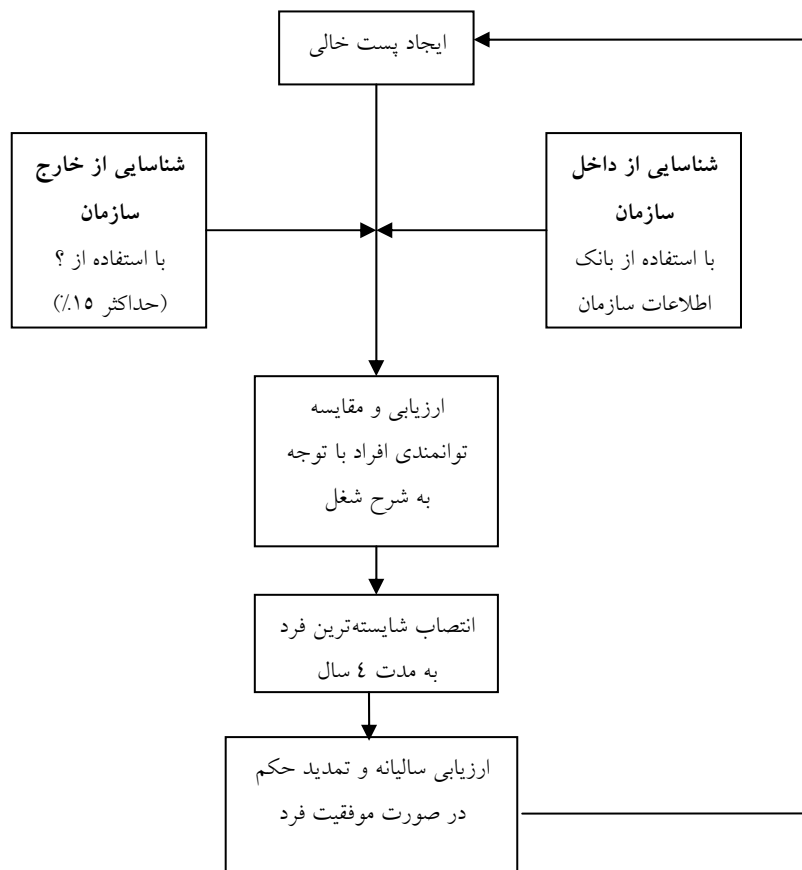 ایجاد پست خالی
شناسایی از داخل
سازمان
با استفاده از بانک
اطلاعات سازمان
شناسایی از خارج
سازمان
با استفاده از ؟
(حداکثر ١٥٪)
ارزیابی و مقایسه
توانمندی افراد با توجه
به شرح شغل
انتصاب شایسته‌ترین فرد
به مدت ٤ سال
ارزیابی سالیانه و تمدید حکم
در صورت موفقیت فرد